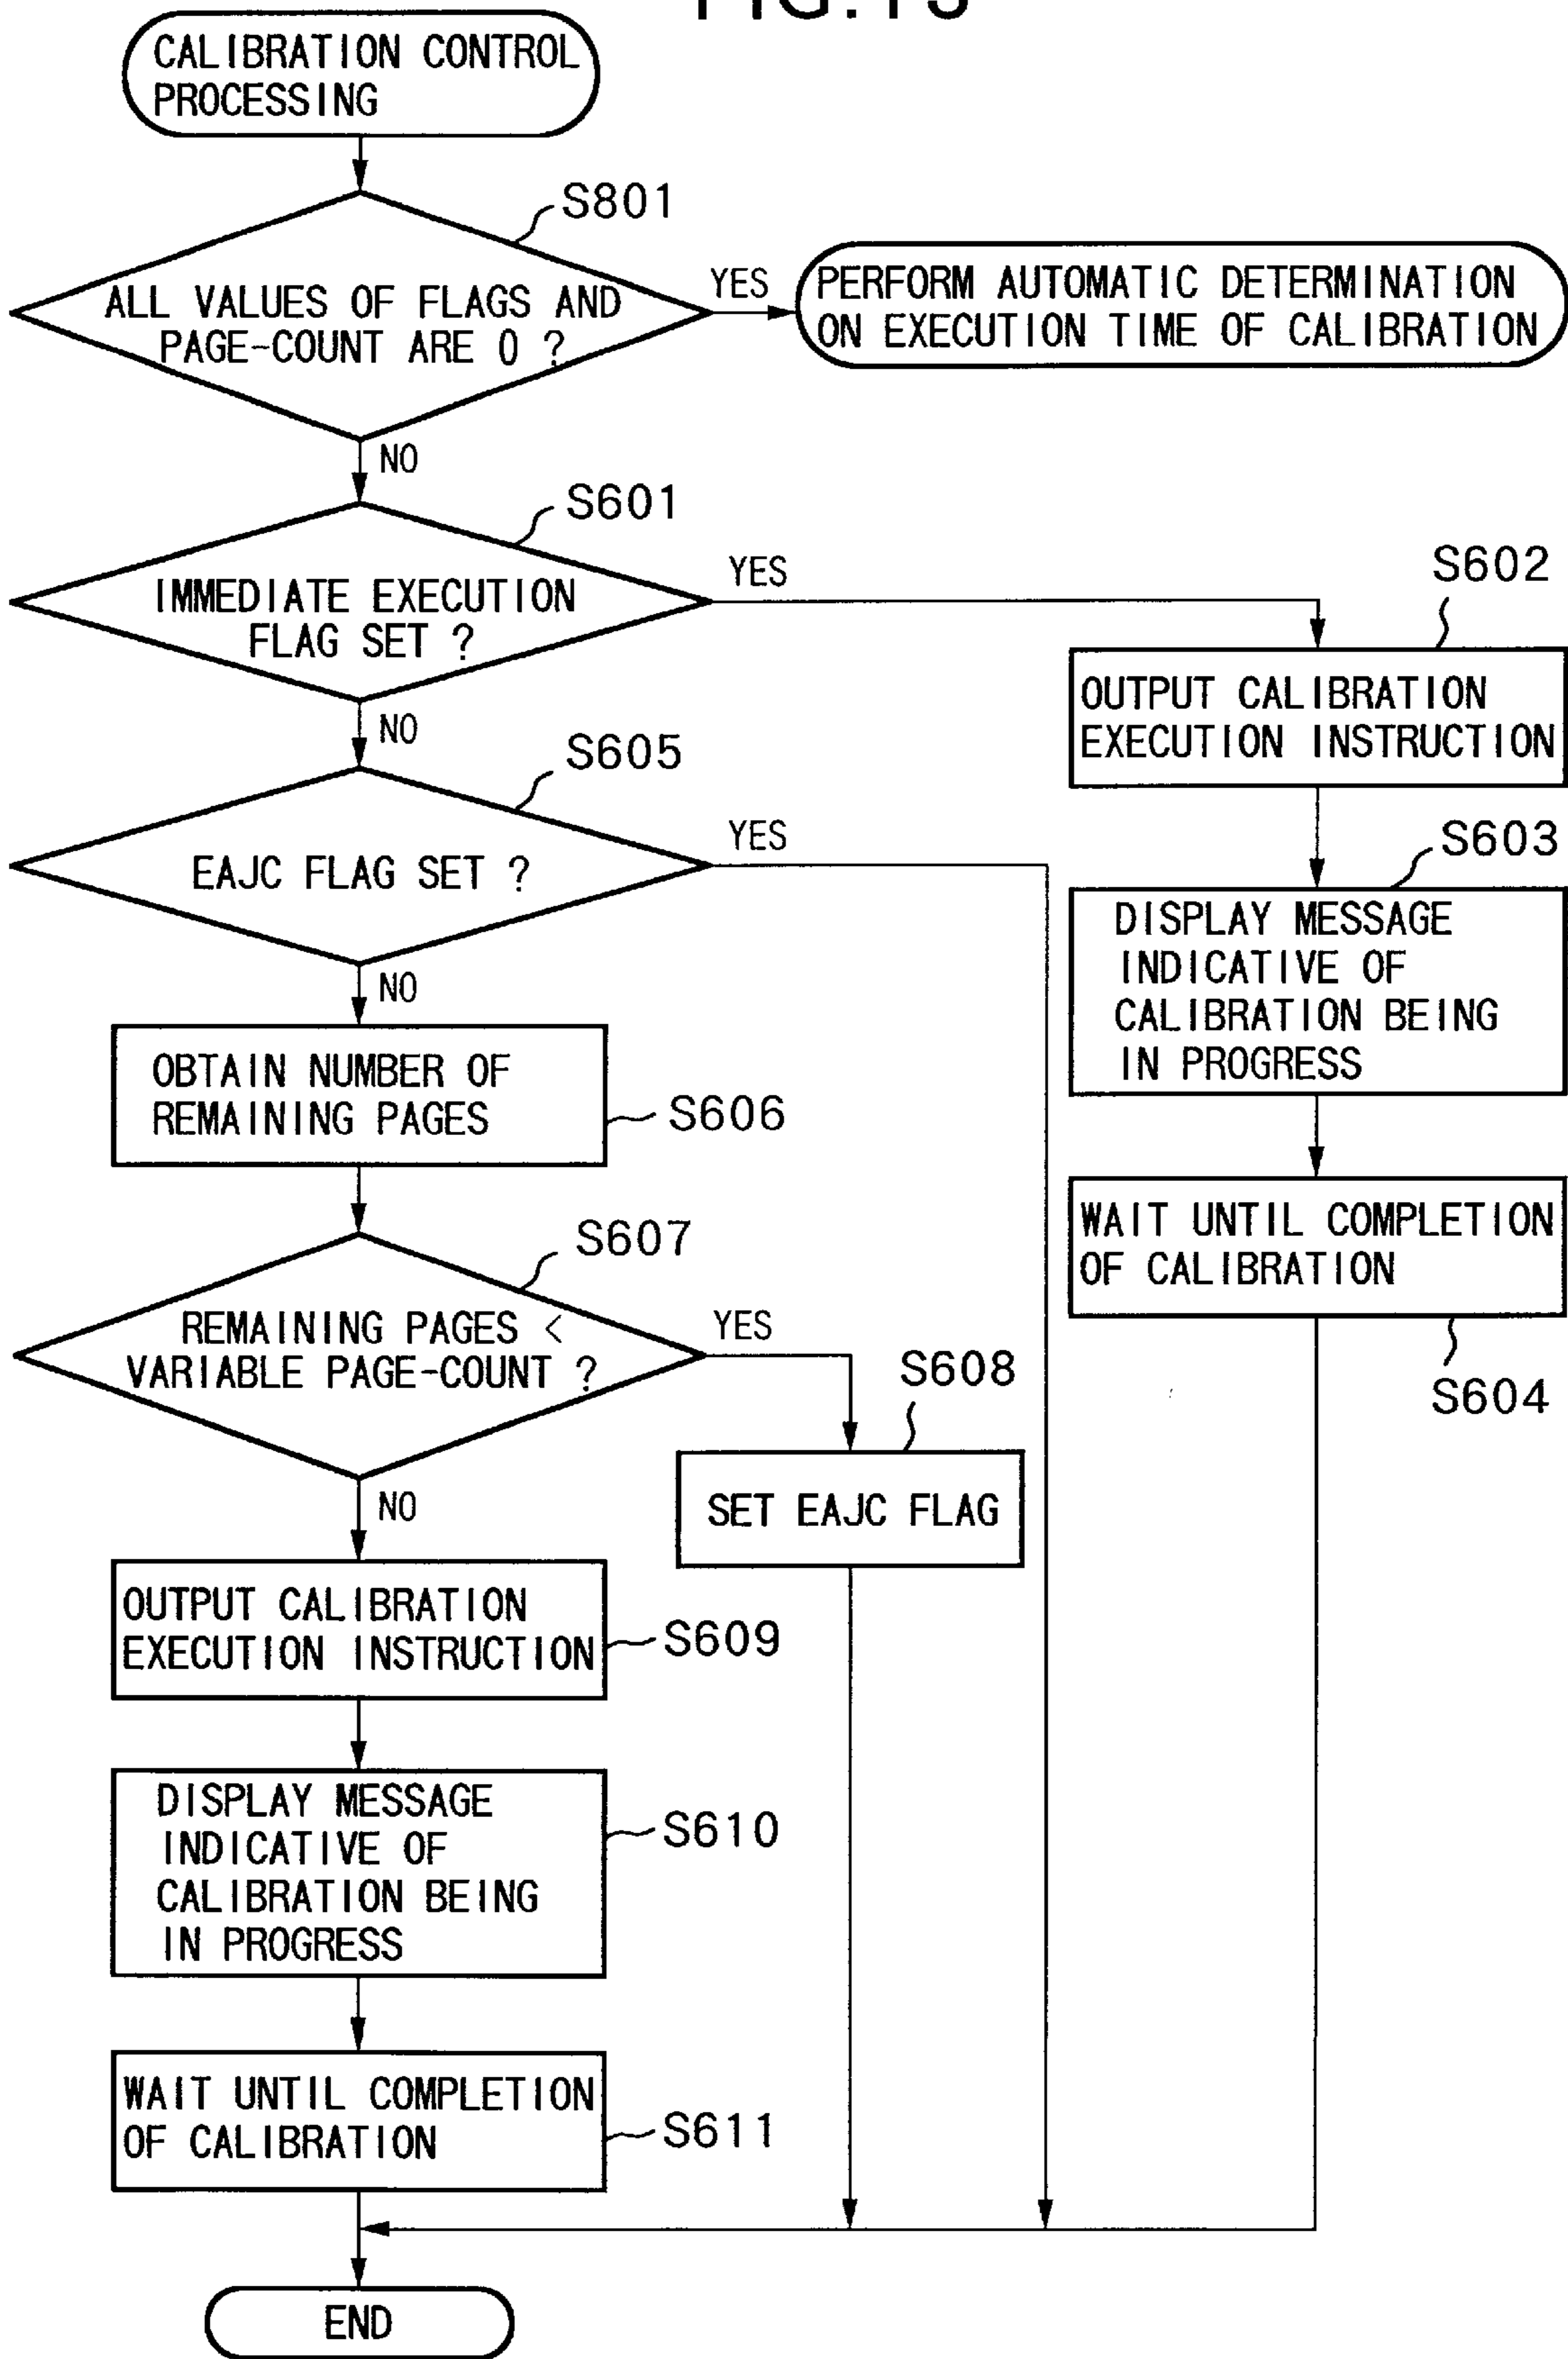 CALIBRATION CONTROL
PROCESSING
S801
ALL VALUES OF FLAGS AND
PAGE-COUNT ARE 0 ?
YES
PERFORM AUTOMATIC DETERMINATION
ON EXECUTION TIME OF CALIBRATION
NO
S601
IMMEDIATE EXECUTION
FLAG SET ?
YES
S602
OUTPUT CALIBRATION
EXECUTION INSTRUCTION
NO
S605
EAJC FLAG SET ?
YES
S603
DISPLAY MESSAGE
INDICATIVE OF
CALIBRATION BEING
IN PROGRESS
NO
OBTAIN NUMBER OF
REMAINING PAGES
S606
WAIT UNTIL COMPLETION
OF CALIBRATION
S604
S607
REMAINING PAGES <
VARIABLE PAGE-COUNT ?
YES
S608
SET EAJC FLAG
NO
OUTPUT CALIBRATION
EXECUTION INSTRUCTION
S609
DISPLAY MESSAGE
INDICATIVE OF
CALIBRATION BEING
IN PROGRESS
S610
WAIT UNTIL COMPLETION
OF CALIBRATION
S611
END